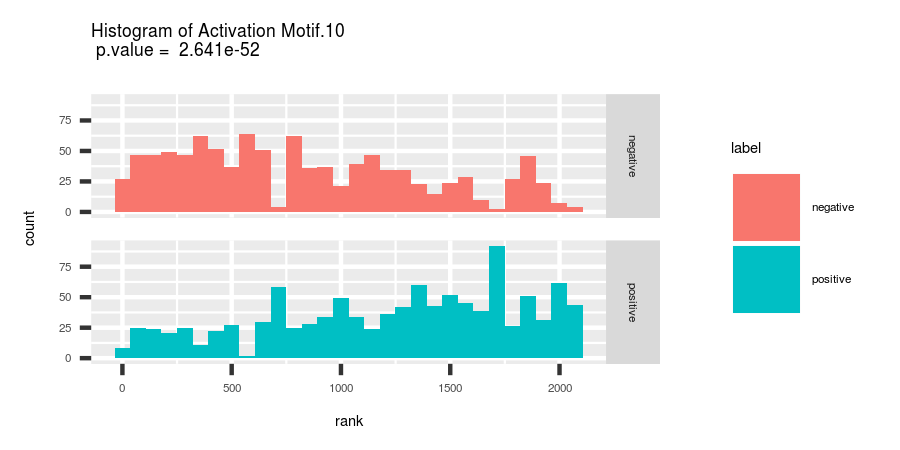 Histogram of Activation Motif.10
p.value = 2.641e-52
count
75
50
25
0
negative
75
50
25
0
positive
0 500 1000 1500 2000
rank
label
negative
positive